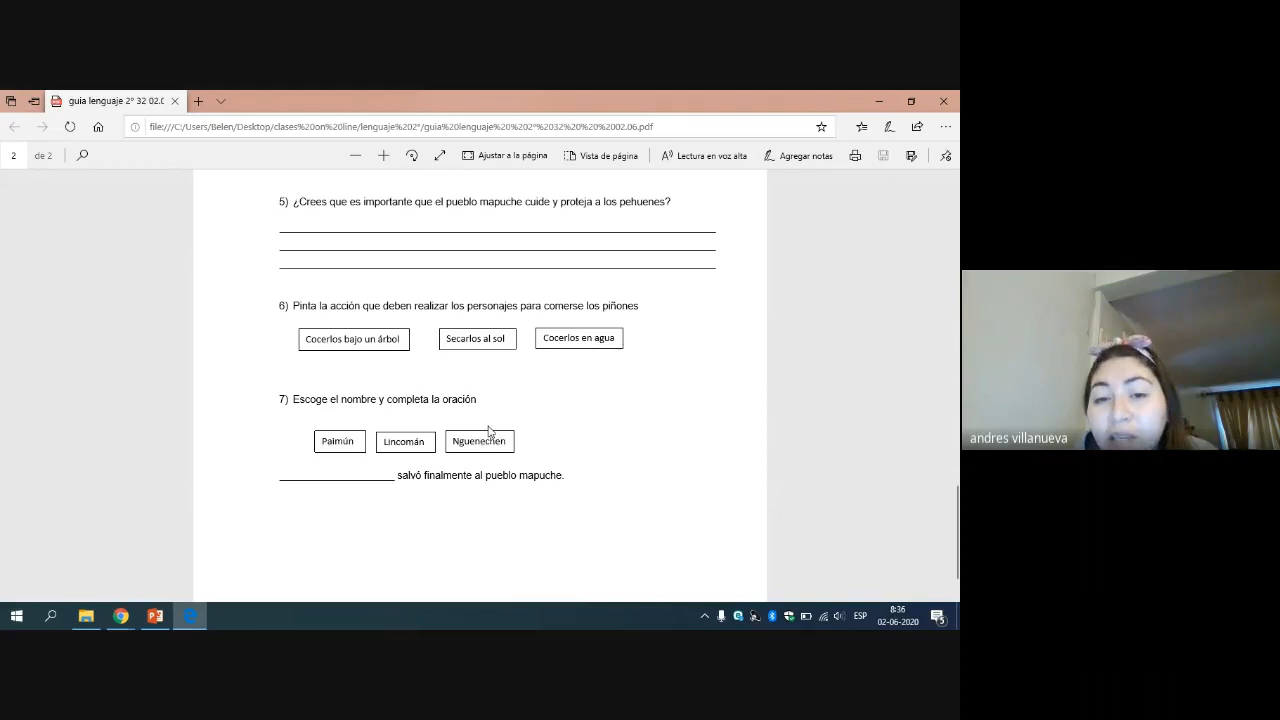 guia lenguaje 2° 32 02.0
file:///C:/Users/Belen/Desktop/clases%20on%20line/lenguaje%202°/guia%20lenguaje%20%202°%2032%20%20%2002.06.pdf
2 de 2
Ajustar a la página
Vista de página
Lectura en voz alta
Agregar notas
5) ¿Crees que es importante que el pueblo mapuche cuide y proteja a los pehuenes?
6) Pinta la acción que deben realizar los personajes para comerse los piñones
Cocerlos bajo un árbol
Secarlos al sol
Cocerlos en agua
7) Escoge el nombre y completa la oración
Paimún
Lincomán
Nguenechen
salvó finalmente al pueblo mapuche.
andres villanueva
ESP
8:36
02-06-2020
5